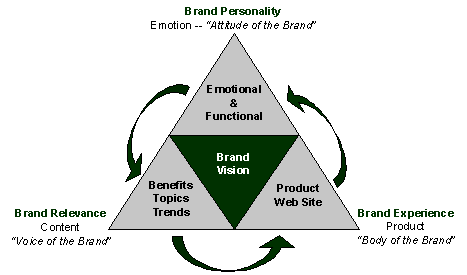 Brand Personality
Emotion -- “Attitude of the Brand”
Emotional
&
Functional
Brand
Vision
Benefits
Topics
Trends
Product
Web Site
Brand Relevance
Content
“Voice of the Brand”
Brand Experience
Product
“Body of the Brand”